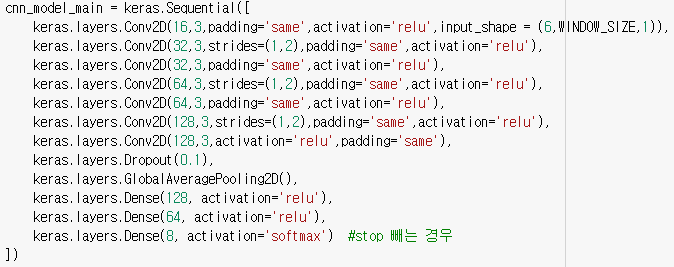 cnn_model_main = keras.Sequential([
    keras.layers.Conv2D(16,3,padding='same',activation='relu',input_shape = (6,WINDOW_SIZE,1)),
    keras.layers.Conv2D(32,3,strides=(1,2),padding='same',activation='relu'),
    keras.layers.Conv2D(32,3,padding='same',activation='relu'),
    keras.layers.Conv2D(64,3,strides=(1,2),padding='same',activation='relu'),
    keras.layers.Conv2D(64,3,padding='same',activation='relu'),
    keras.layers.Conv2D(128,3,strides=(1,2),padding='same',activation='relu'),
    keras.layers.Conv2D(128,3,activation='relu',padding='same'),
    keras.layers.Dropout(0.1),
    keras.layers.GlobalAveragePooling2D(),
    keras.layers.Dense(128, activation='relu'),
    keras.layers.Dense(64, activation='relu'),
    keras.layers.Dense(8, activation='softmax')  #stop 빼는 경우
])